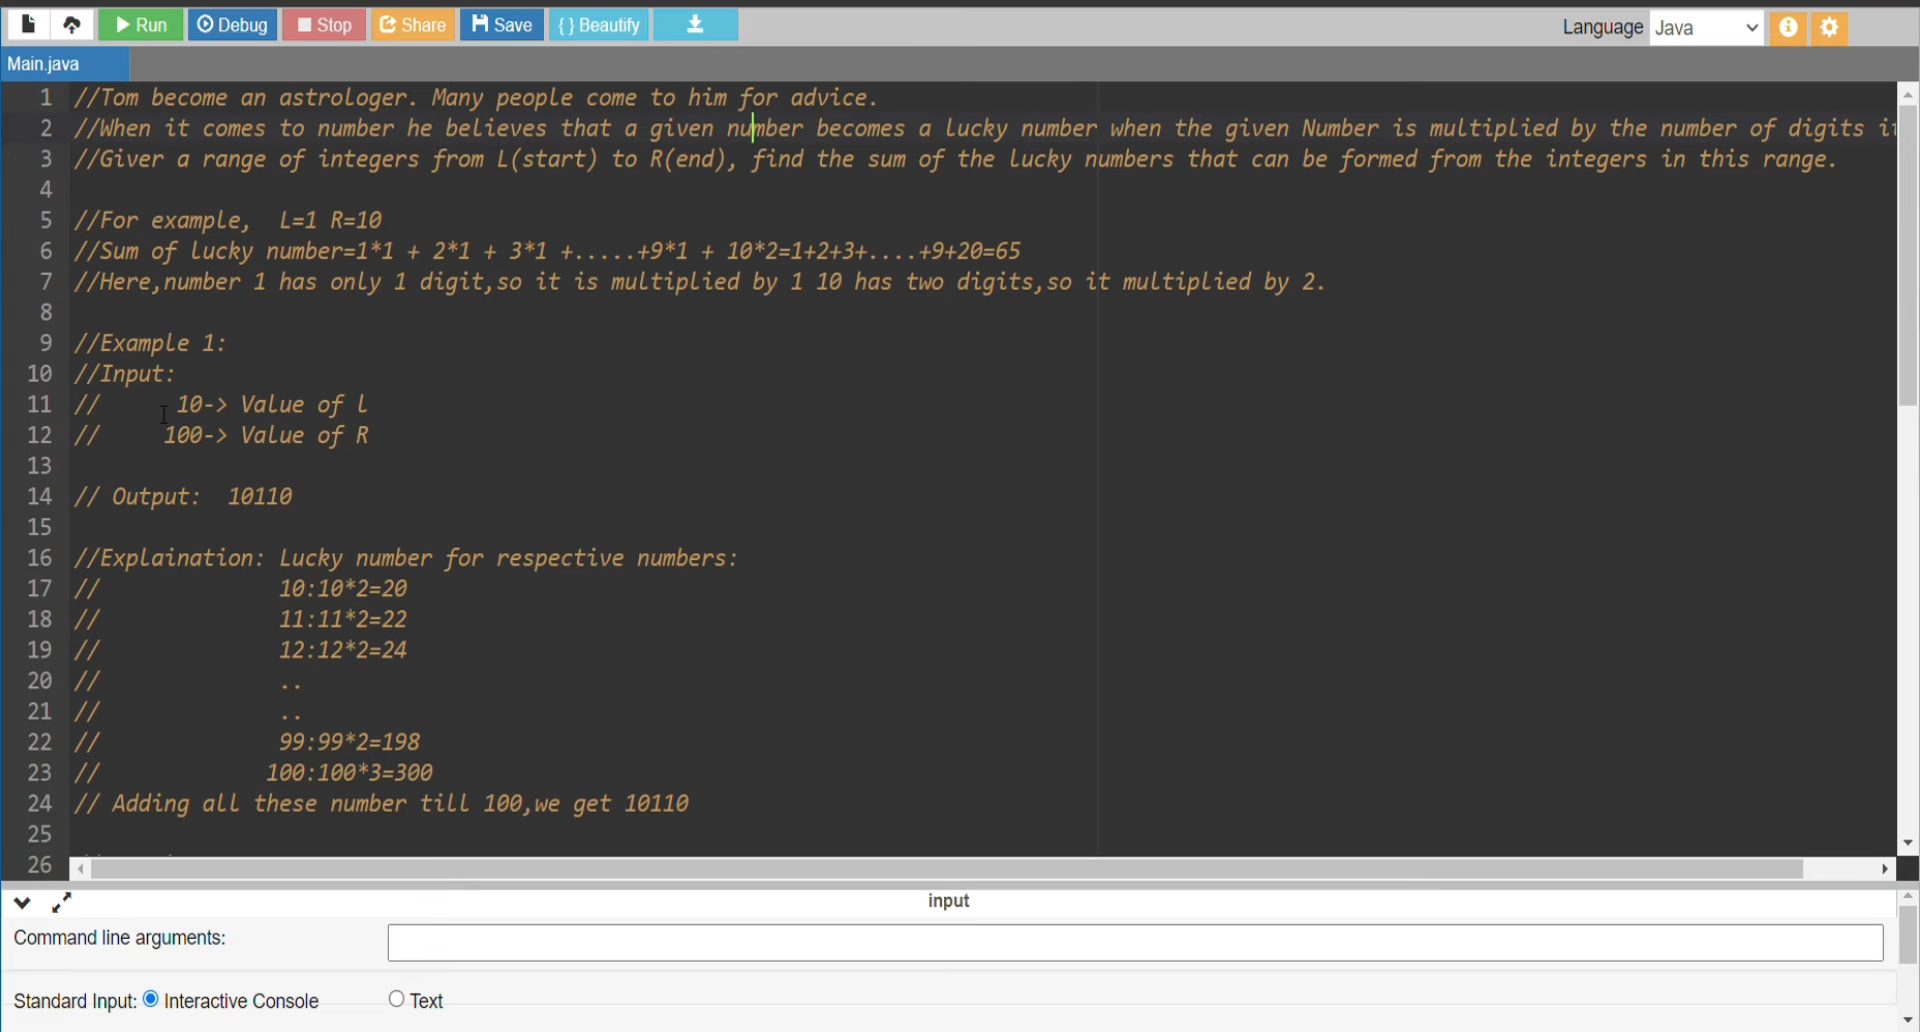 Run Debug Stop Share Save { } Beautify Language Java
Main.java
1 //Tom become an astrologer. Many people come to him for advice.
2 //When it comes to number he believes that a given number becomes a lucky number when the given Number is multiplied by the number of digits
3 //Giver a range of integers from L(start) to R(end), find the sum of the lucky numbers that can be formed from the integers in this range.
4
5 //For example,  L=1 R=10
6 //Sum of lucky number=1*1 + 2*1 + 3*1 +.....+9*1 + 10*2=1+2+3+....+9+20=65
7 //Here,number 1 has only 1 digit,so it is multiplied by 1 10 has two digits,so it multiplied by 2.
8
9 //Example 1:
10 //Input:
11 //      10-> Value of l
12 //     100-> Value of R
13
14 // Output:  10110
15
16 //Explaination: Lucky number for respective numbers:
17 //              10:10*2=20
18 //              11:11*2=22
19 //              12:12*2=24
20 //              ..
21 //              ..
22 //              99:99*2=198
23 //             100:100*3=300
24 // Adding all these number till 100,we get 10110
25
26
input
Command line arguments:
Standard Input: Interactive Console Text